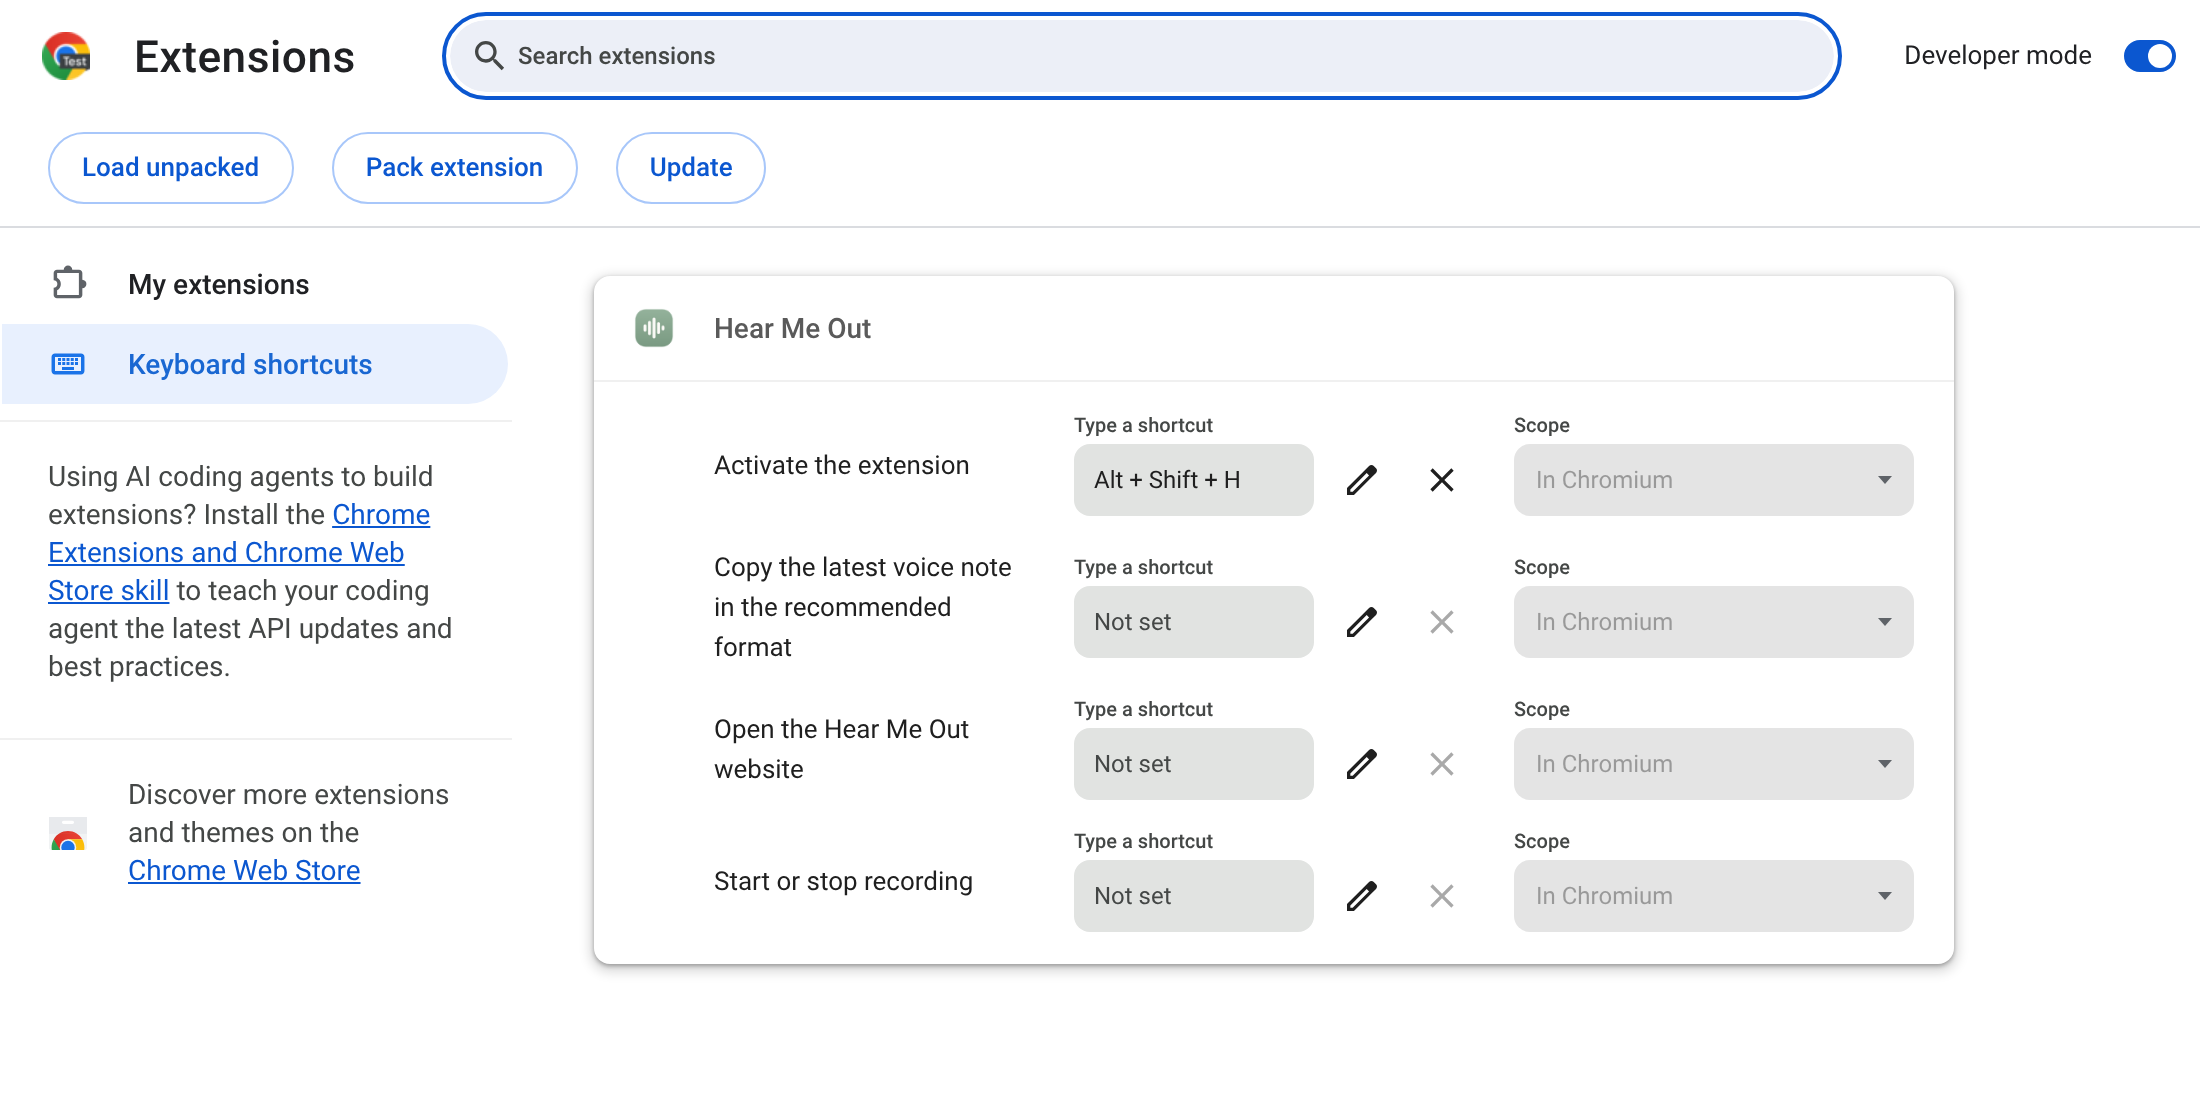 Test
Extensions
Search extensions
Developer mode
Load unpacked
Pack extension
Update
My extensions
Keyboard shortcuts
Using AI coding agents to build
extensions? Install the Chrome
Extensions and Chrome Web
Store skill to teach your coding
agent the latest API updates and
best practices.
Discover more extensions
and themes on the
Chrome Web Store
Hear Me Out
Activate the extension
Type a shortcut
Alt + Shift + H
Scope
In Chromium
Copy the latest voice note
in the recommended
format
Type a shortcut
Not set
Scope
In Chromium
Open the Hear Me Out
website
Type a shortcut
Not set
Scope
In Chromium
Start or stop recording
Type a shortcut
Not set
Scope
In Chromium